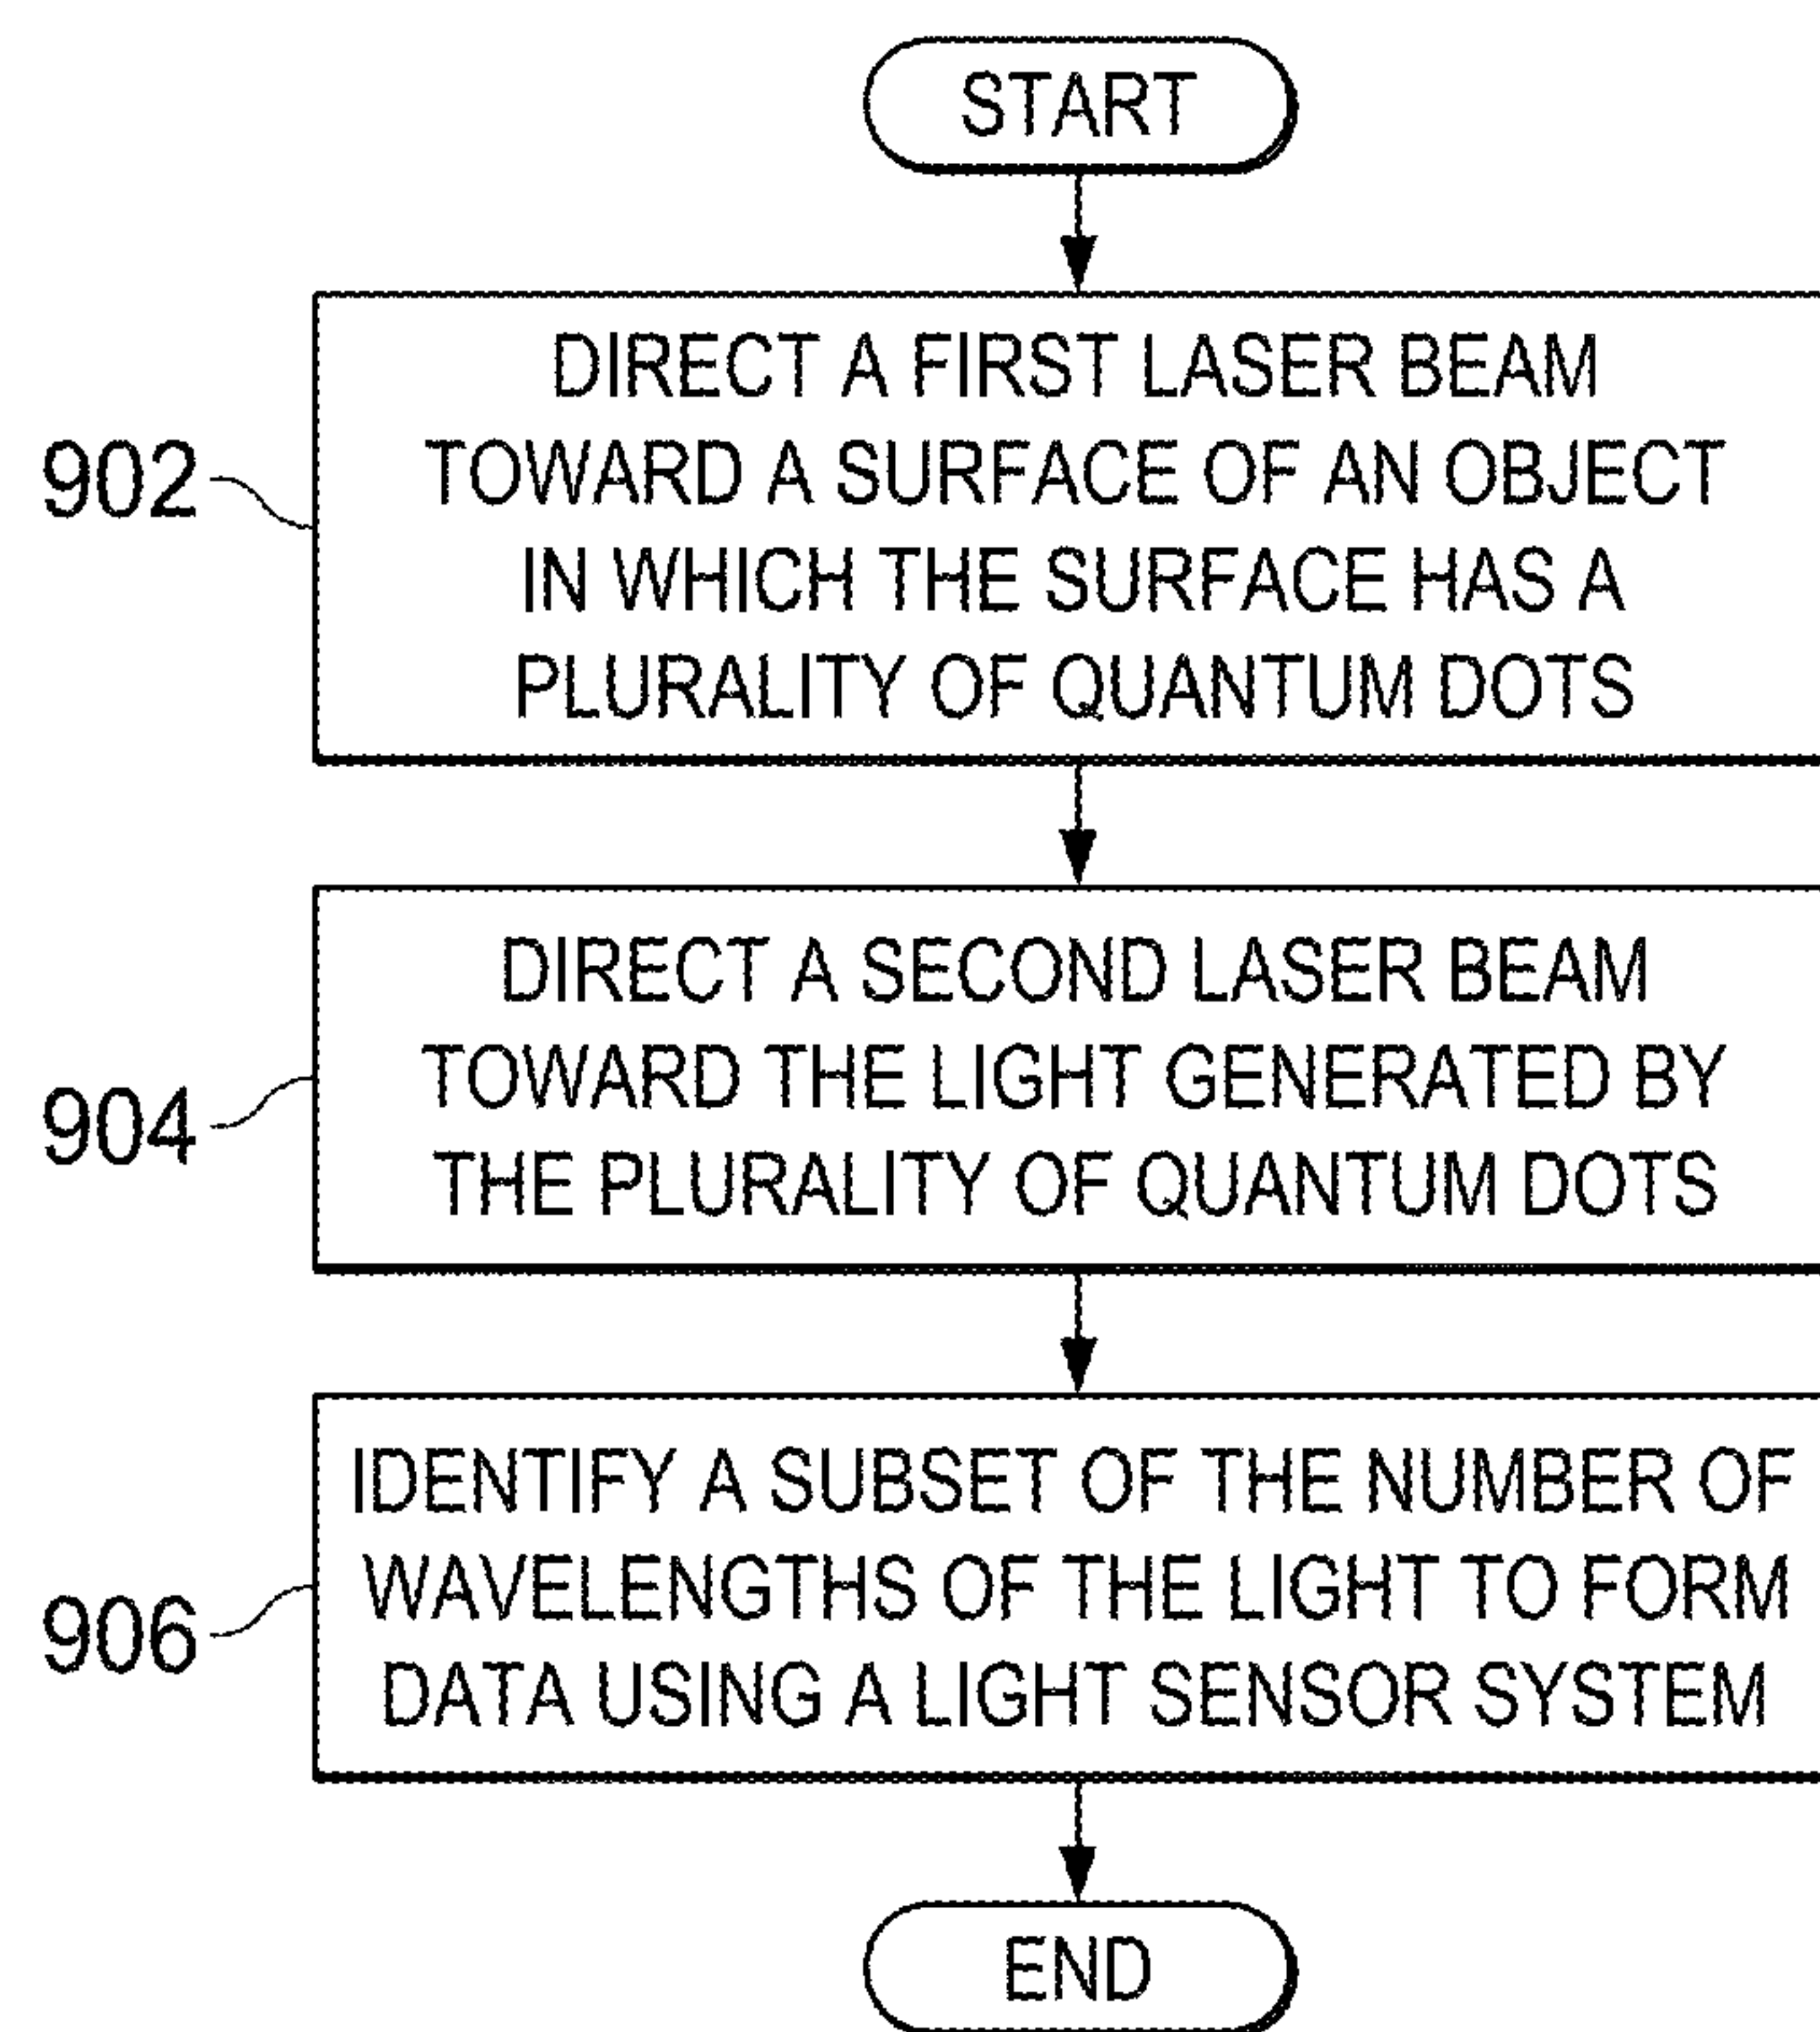 START
902
DIRECT A FIRST LASER BEAM
TOWARD A SURFACE OF AN OBJECT
IN WHICH THE SURFACE HAS A
PLURALITY OF QUANTUM DOTS
904
DIRECT A SECOND LASER BEAM
TOWARD THE LIGHT GENERATED BY
THE PLURALITY OF QUANTUM DOTS
906
IDENTIFY A SUBSET OF THE NUMBER OF
WAVELENGTHS OF THE LIGHT TO FORM
DATA USING A LIGHT SENSOR SYSTEM
END